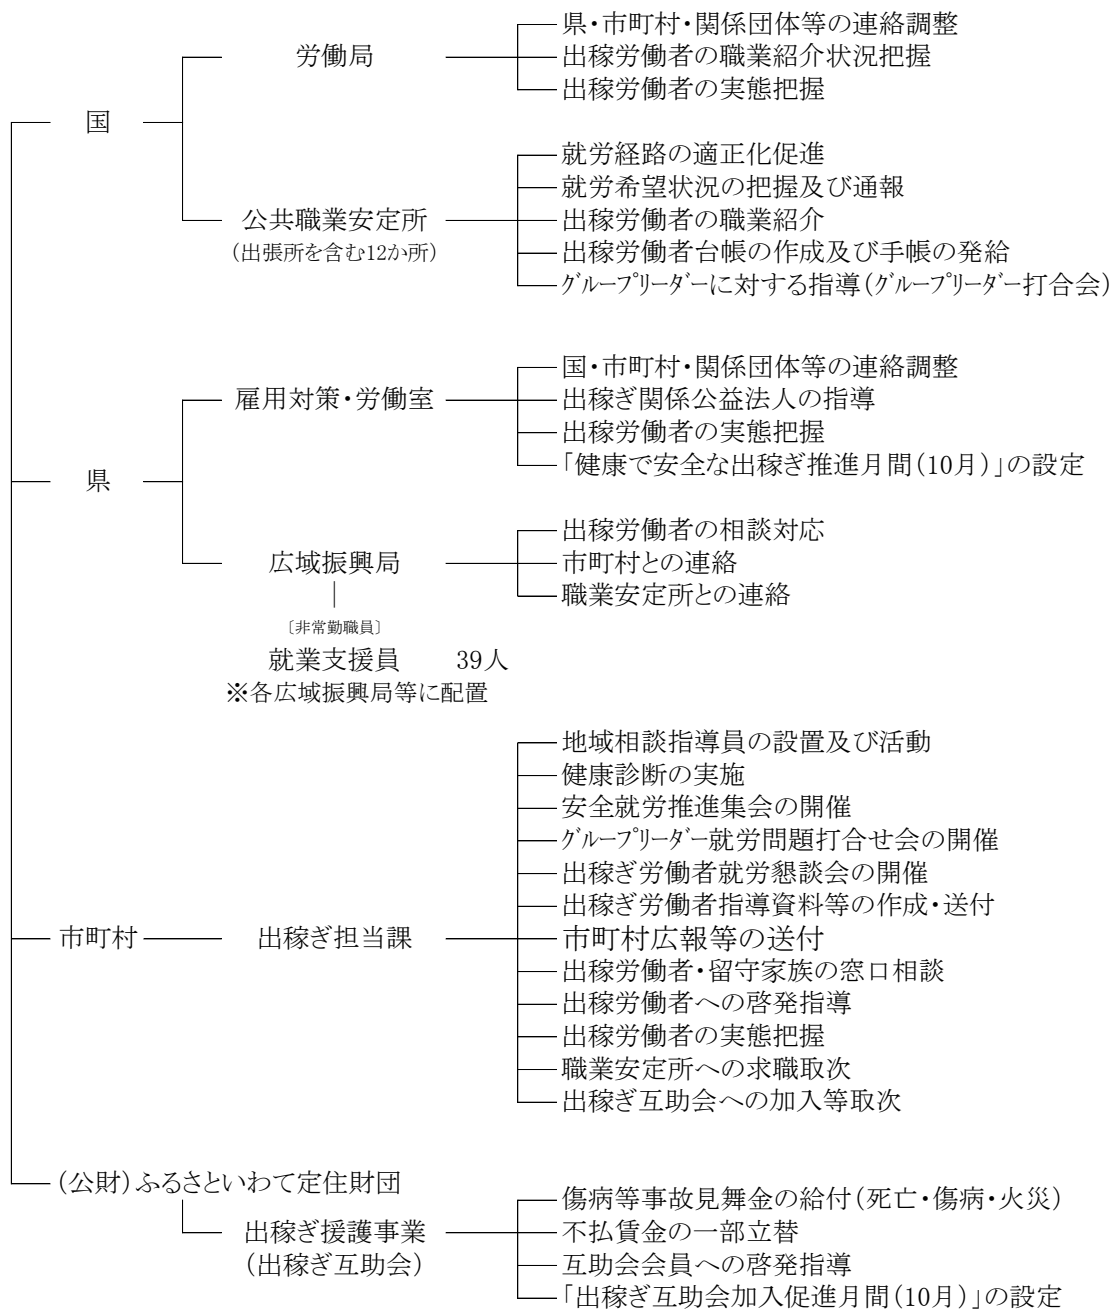 国
労働局
県・市町村・関係団体等の連絡調整
出稼労働者の職業紹介状況把握
出稼労働者の実態把握
公共職業安定所
(出張所を含む12か所)
就労経路の適正化促進
就労希望状況の把握及び通報
出稼労働者の職業紹介
出稼労働者台帳の作成及び手帳の発給
ｸﾞﾙｰﾌﾟﾘｰﾀﾞｰに対する指導(ｸﾞﾙｰﾌﾟﾘｰﾀﾞｰ打合会)
県
雇用対策・労働室
国・市町村・関係団体等の連絡調整
出稼ぎ関係公益法人の指導
出稼労働者の実態把握
「健康で安全な出稼ぎ推進月間(10月)」の設定
広域振興局
出稼労働者の相談対応
市町村との連絡
職業安定所との連絡
〔非常勤職員〕
就業支援員 39人
※各広域振興局等に配置
市町村
出稼ぎ担当課
地域相談指導員の設置及び活動
健康診断の実施
安全就労推進集会の開催
ｸﾞﾙｰﾌﾟﾘｰﾀﾞｰ就労問題打合せ会の開催
出稼ぎ労働者就労懇談会の開催
出稼ぎ労働者指導資料等の作成・送付
市町村広報等の送付
出稼労働者・留守家族の窓口相談
出稼労働者への啓発指導
出稼労働者の実態把握
職業安定所への求職取次
出稼ぎ互助会への加入等取次
(公財)ふるさといわて定住財団
出稼ぎ援護事業
(出稼ぎ互助会)
傷病等事故見舞金の給付(死亡・傷病・火災)
不払賃金の一部立替
互助会会員への啓発指導
「出稼ぎ互助会加入促進月間(10月)」の設定